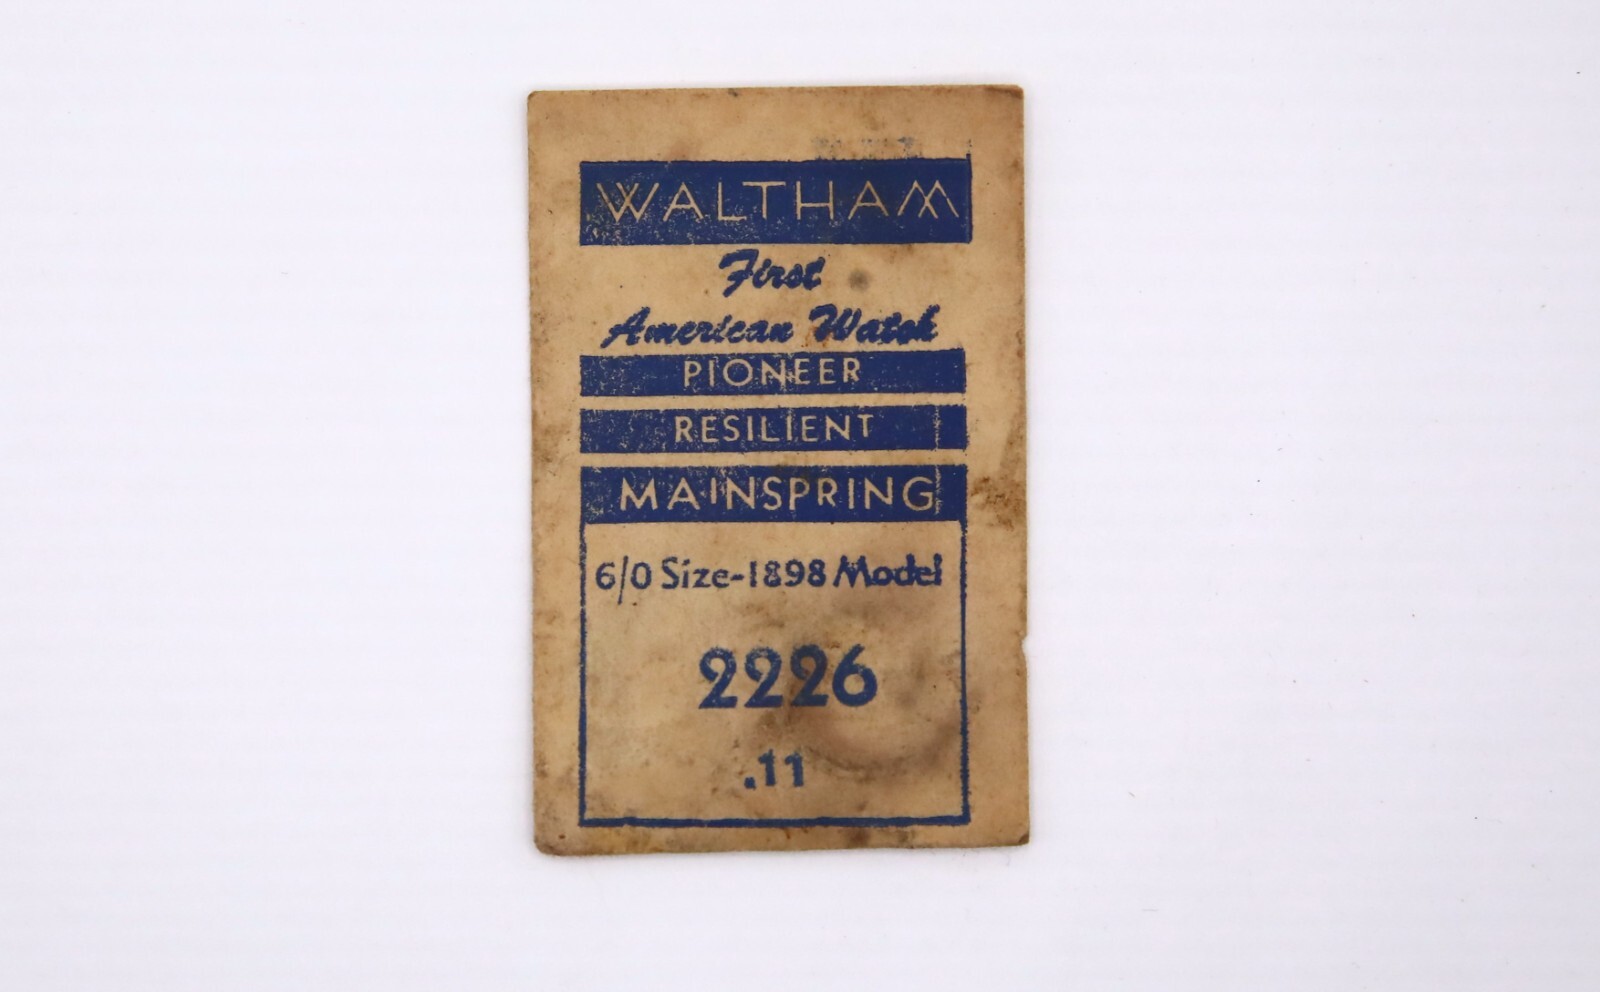 WALTHAM
First
American Watch
PIONEER
RESILIENT
MAINSPRING
6/0 Size-1898 Model
2226
.11